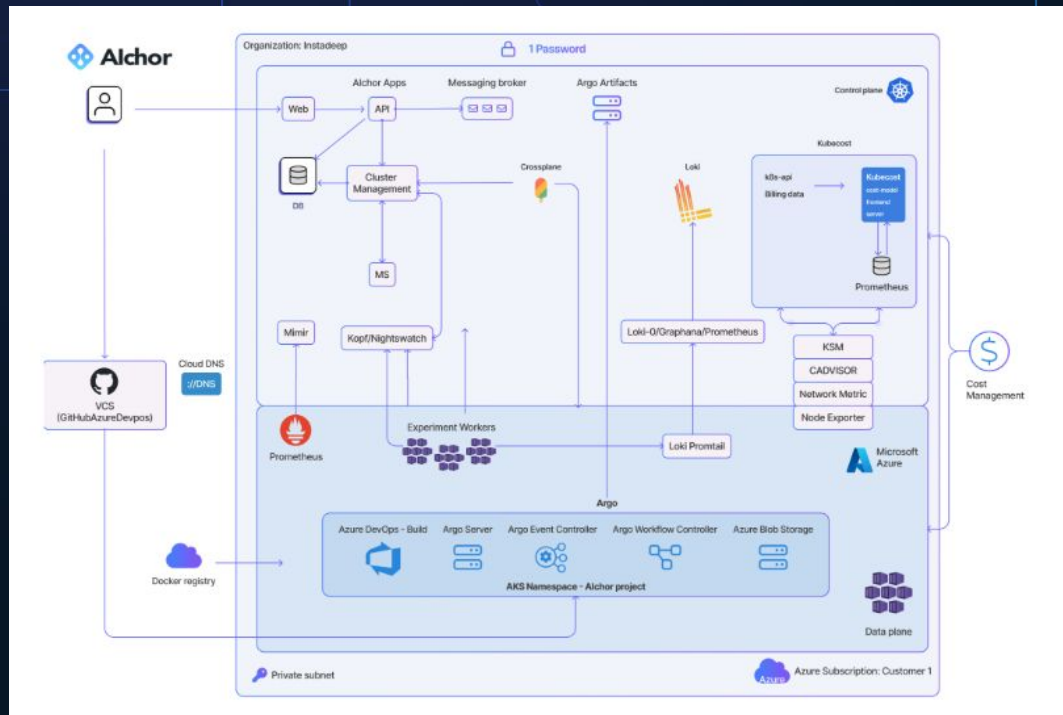 AIchor
Organization: Instadeep
1 Password
AIchor Apps
Messaging broker
Argo Artifacts
Control plane
Web
API
Kubecost
DB
Cluster
Management
Crossplane
Loki
k8s-api
Billing data
Kubecost
cost-model
frontend
server
Prometheus
MS
Mimir
Kopf/Nightswatch
Loki-0/Graphana/Prometheus
KSM
CADVISOR
Network Metric
Node Exporter
Cost
Management
VCS
(GitHubAzureDevpos)
Cloud DNS
://DNS
Prometheus
Experiment Workers
Loki Promtail
Microsoft
Azure
Argo
Azure DevOps - Build
Argo Server
Argo Event Controller
Argo Workflow Controller
Azure Blob Storage
AKS Namespace - AIchor project
Docker registry
Data plane
Private subnet
Azure
Azure Subscription: Customer 1